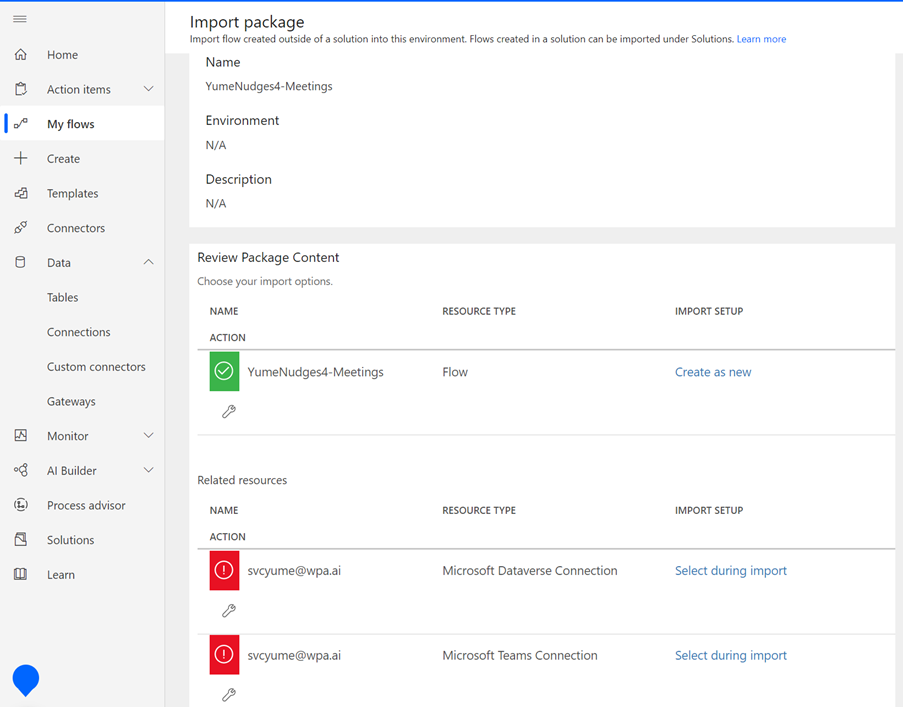 Import package
Import flow created outside of a solution into this environment. Flows created in a solution can be imported under Solutions. Learn more
Home
Action items
My flows
Create
Templates
Connectors
Data
Tables
Connections
Custom connectors
Gateways
Monitor
AI Builder
Process advisor
Solutions
Learn
Name
YumeNudges4-Meetings
Environment
N/A
Description
N/A
Review Package Content
Choose your import options.
NAME RESOURCE TYPE IMPORT SETUP
ACTION
YumeNudges4-Meetings Flow Create as new
Related resources
NAME RESOURCE TYPE IMPORT SETUP
ACTION
svcyume@wpa.ai Microsoft Dataverse Connection Select during import
svcyume@wpa.ai Microsoft Teams Connection Select during import